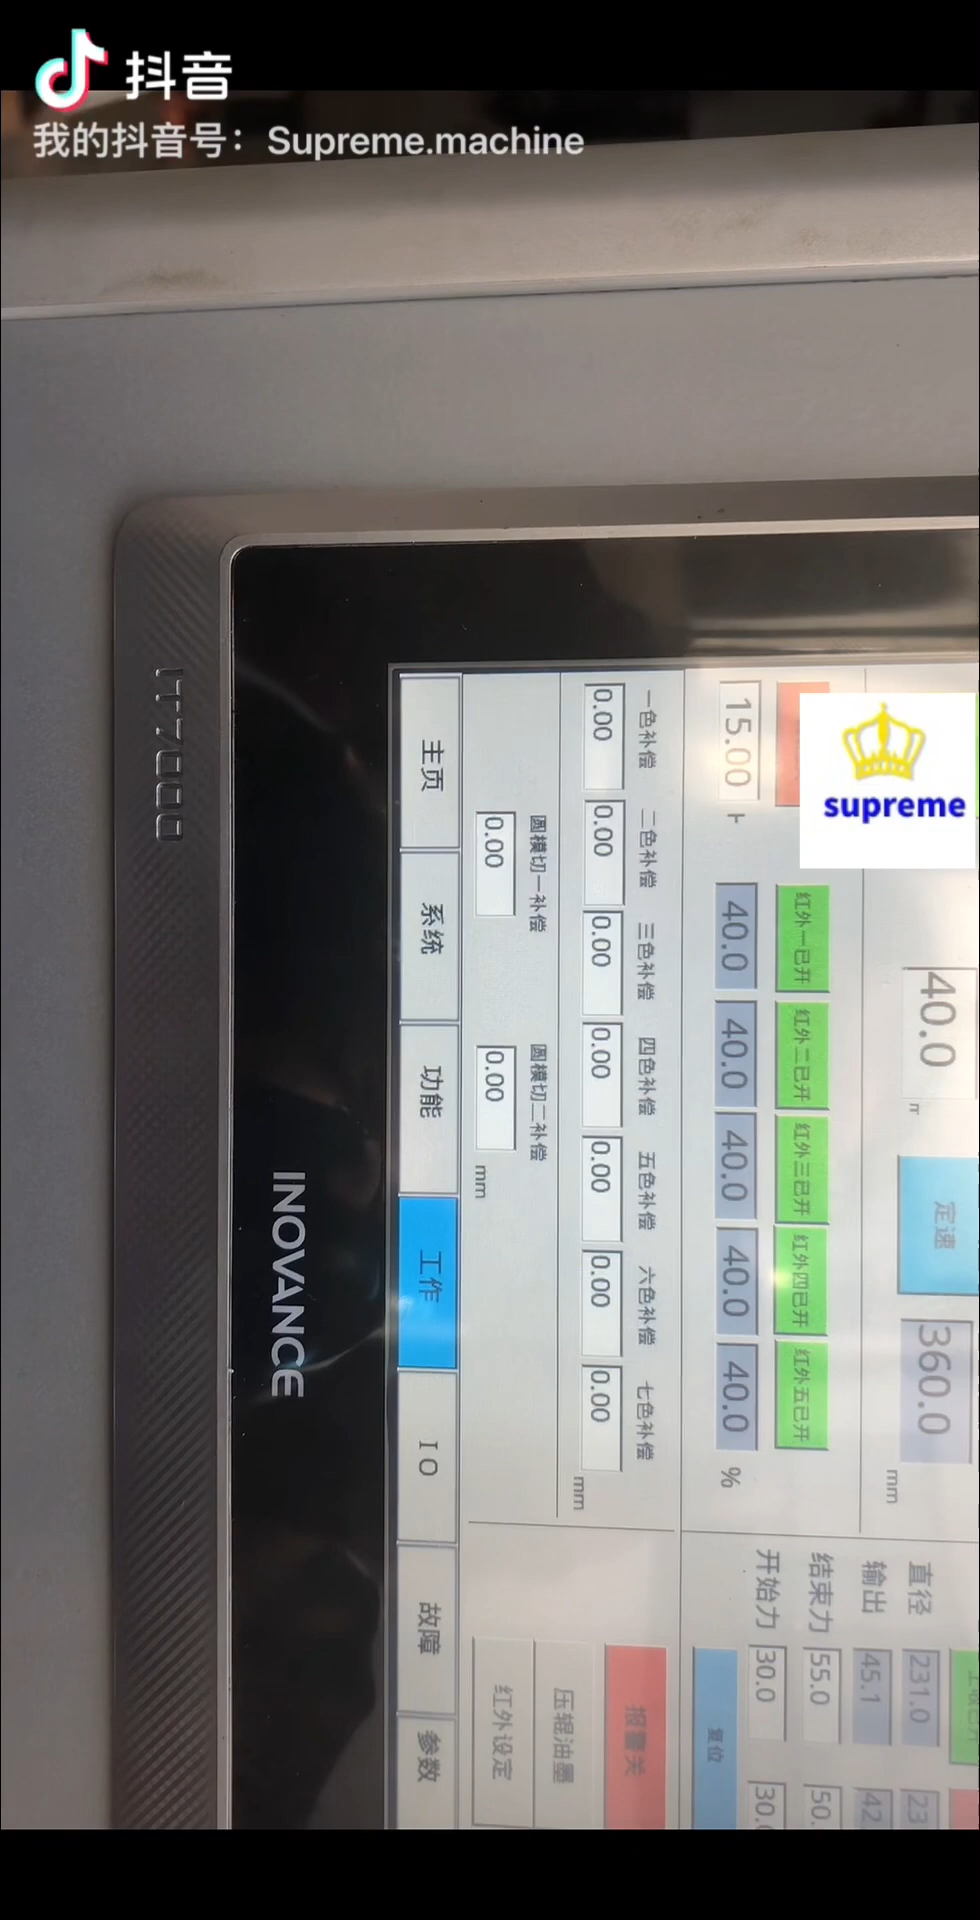 抖音
我的抖音号：Supreme.machine
supreme
40.0
定速
360.0
mm
直径
231.0
23
输出
45.1
42
红外一已开
红外二已开
红外三已开
红外四已开
红外五已开
结束力
55.0
50.
15.00
40.0
40.0
40.0
40.0
40.0
%
开始力
30.0
30.
复位
一色补偿
二色补偿
三色补偿
四色补偿
五色补偿
六色补偿
七色补偿
0.00
0.00
0.00
0.00
0.00
0.00
0.00
mm
报警关
圆模切一补偿
圆模切二补偿
压辊油墨
0.00
0.00
mm
红外设定
主页
系统
功能
工作
IO
故障
参数
INOVANCE
IT7000